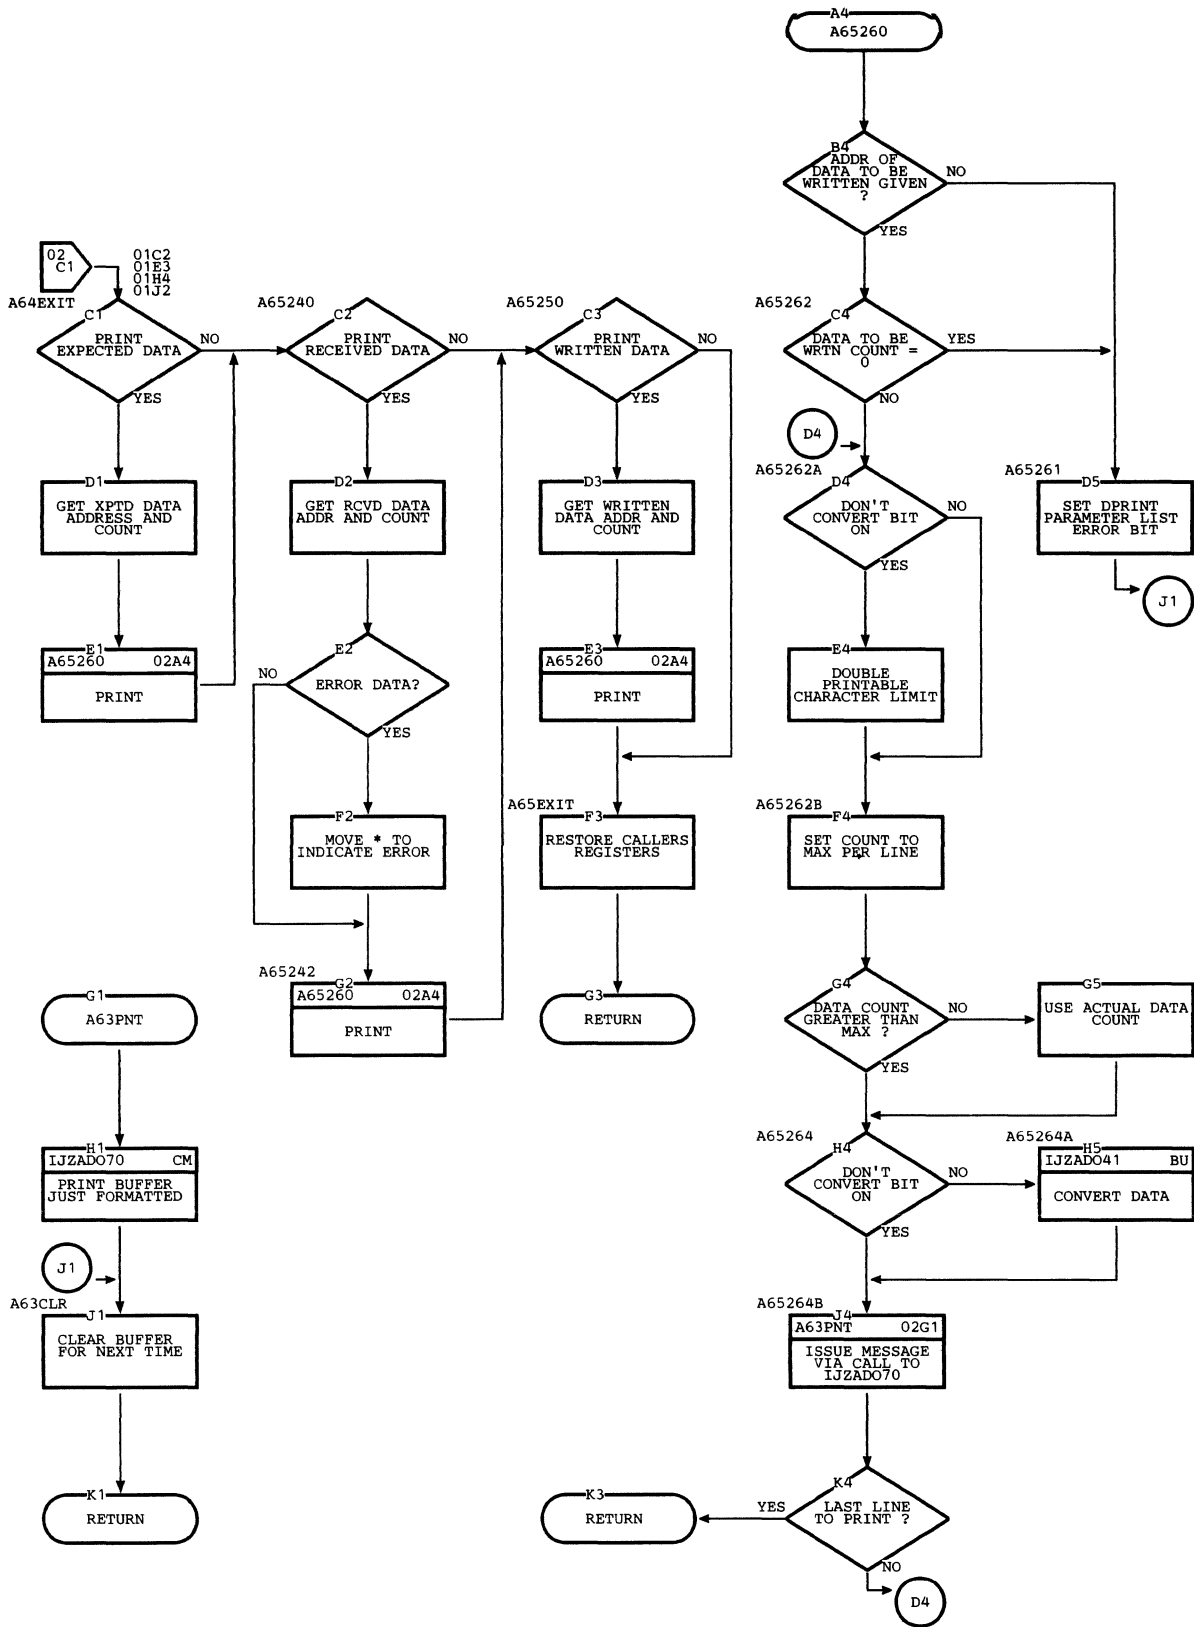 A4
A65260
B4
ADDR OF
DATA TO BE
WRITTEN GIVEN
?
NO
YES
02
C1
01C2
01E3
01H4
01J2
A64EXIT
C1
PRINT
EXPECTED DATA
NO
YES
A65240
C2
PRINT
RECEIVED DATA
NO
YES
A65250
C3
PRINT
WRITTEN DATA
NO
YES
A65262
C4
DATA TO BE
WRTN COUNT =
0
YES
NO
D4
D1
GET XPTD DATA
ADDRESS AND
COUNT
D2
GET RCVD DATA
ADDR AND COUNT
D3
GET WRITTEN
DATA ADDR AND
COUNT
A65262A
D4
DON'T
CONVERT BIT
ON
NO
YES
A65261
D5
SET DPRINT
PARAMETER LIST
ERROR BIT
J1
E1
A65260 02A4
PRINT
E2
ERROR DATA?
NO
YES
E3
A65260 02A4
PRINT
E4
DOUBLE
PRINTABLE
CHARACTER LIMIT
F2
MOVE * TO
INDICATE ERROR
A65EXIT
F3
RESTORE CALLERS
REGISTERS
A65262B
F4
SET COUNT TO
MAX PER LINE
G1
A63PNT
A65242
G2
A65260 02A4
PRINT
G3
RETURN
G4
DATA COUNT
GREATER THAN
MAX ?
NO
YES
G5
USE ACTUAL DATA
COUNT
H1
IJZADO70 CM
PRINT BUFFER
JUST FORMATTED
A65264
H4
DON'T
CONVERT BIT
ON
NO
YES
A65264A
H5
IJZADO41 BU
CONVERT DATA
J1
A63CLR
J1
CLEAR BUFFER
FOR NEXT TIME
A65264B
J4
A63PNT 02G1
ISSUE MESSAGE
VIA CALL TO
IJZADO70
K1
RETURN
K3
RETURN
K4
LAST LINE
TO PRINT ?
YES
NO
D4